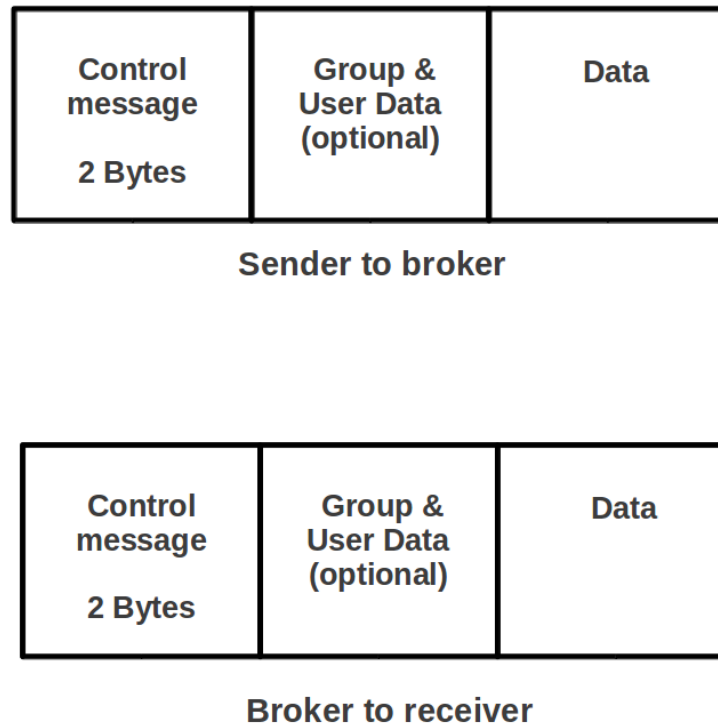 Control
message
2 Bytes
Group &
User Data
(optional)
Data
Sender to broker
Control
message
2 Bytes
Group &
User Data
(optional)
Data
Broker to receiver